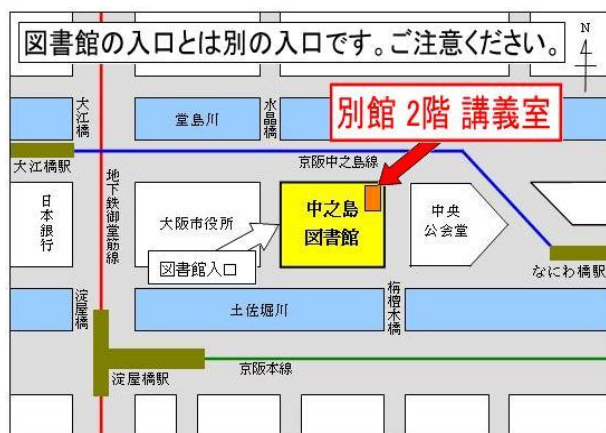 図書館の入口とは別の入口です。ご注意ください。
N
大江橋
堂島川
水晶橋
別館 2階 講義室
大江橋駅
京阪中之島線
地下鉄御堂筋線
日本銀行
大阪市役所
中之島
図書館
中央
公会堂
図書館入口
なにわ橋駅
淀屋橋
土佐堀川
栴檀木橋
淀屋橋駅
京阪本線